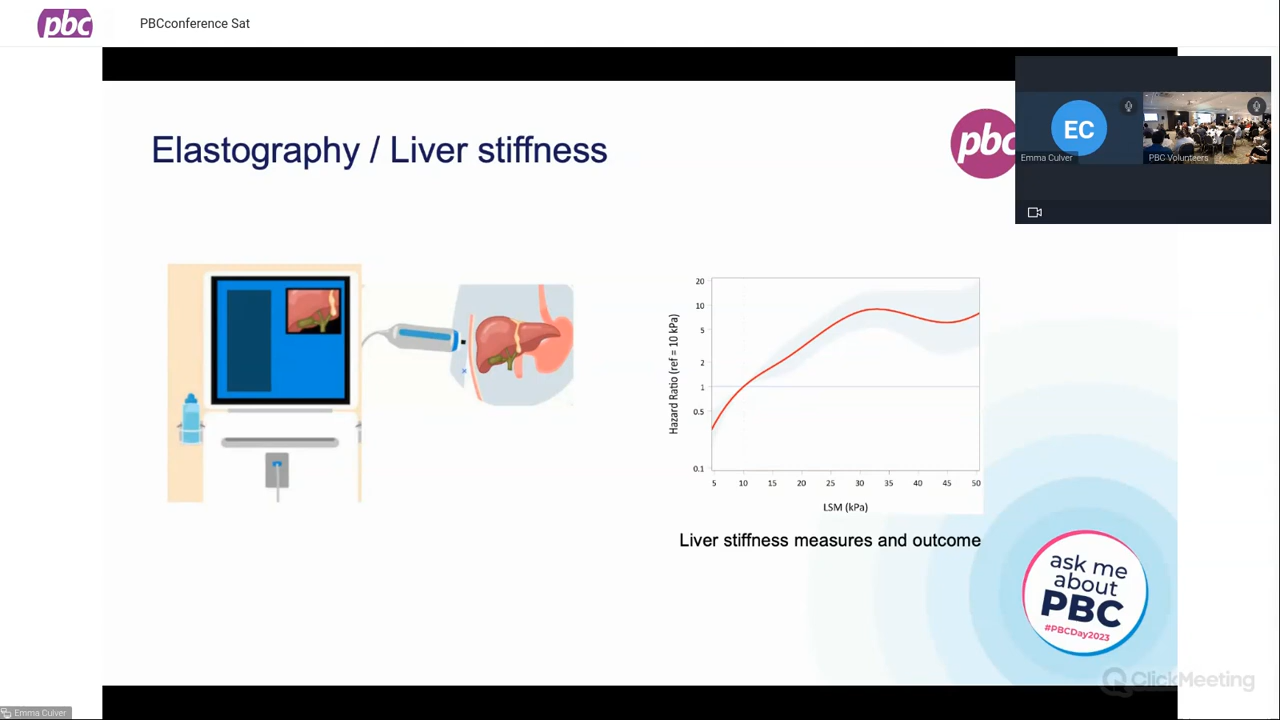 pbc
PBCconference Sat
Elastography / Liver stiffness
pbc
EC
Emma Culver
PBC Volunteers
20
10
5
2
1
0.5
0.1
Hazard Ratio (ref = 10 kPa)
5 10 15 20 25 30 35 40 45 50
LSM (kPa)
Liver stiffness measures and outcome
ask me
about
PBC
#PBCDay2023
ClickMeeting
Emma Culver